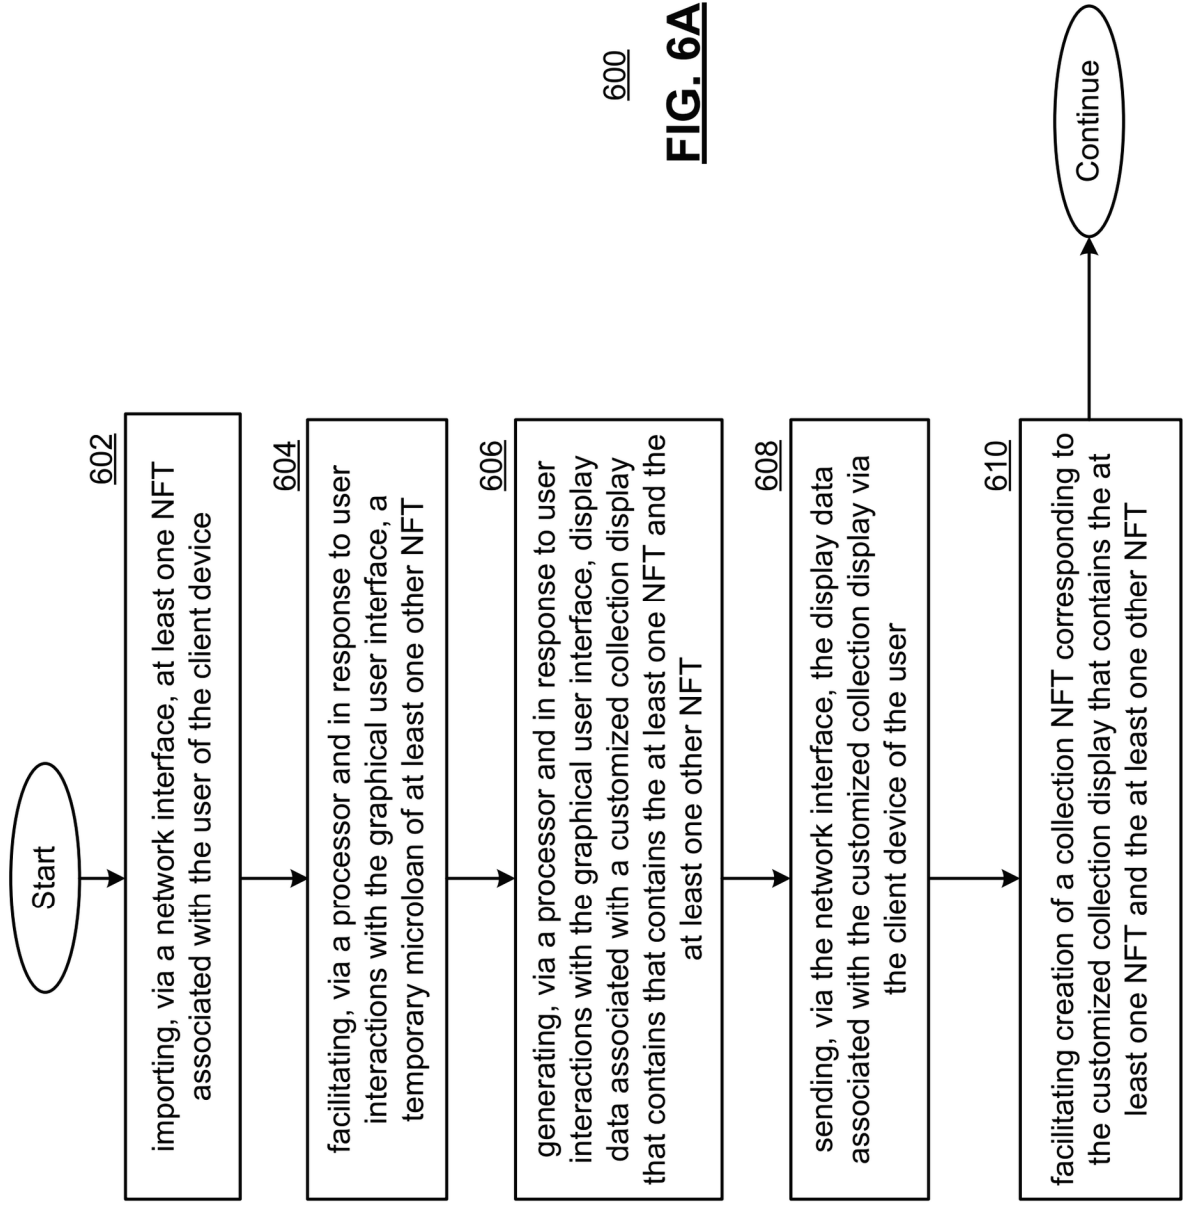 Start
602
importing, via a network interface, at least one NFT
associated with the user of the client device
604
facilitating, via a processor and in response to user
interactions with the graphical user interface, a
temporary microloan of at least one other NFT
606
generating, via a processor and in response to user
interactions with the graphical user interface, display
data associated with a customized collection display
that contains that contains the at least one NFT and the
at least one other NFT
608
sending, via the network interface, the display data
associated with the customized collection display via
the client device of the user
610
facilitating creation of a collection NFT corresponding to
the customized collection display that contains the at
least one NFT and the at least one other NFT
Continue
600
FIG. 6A